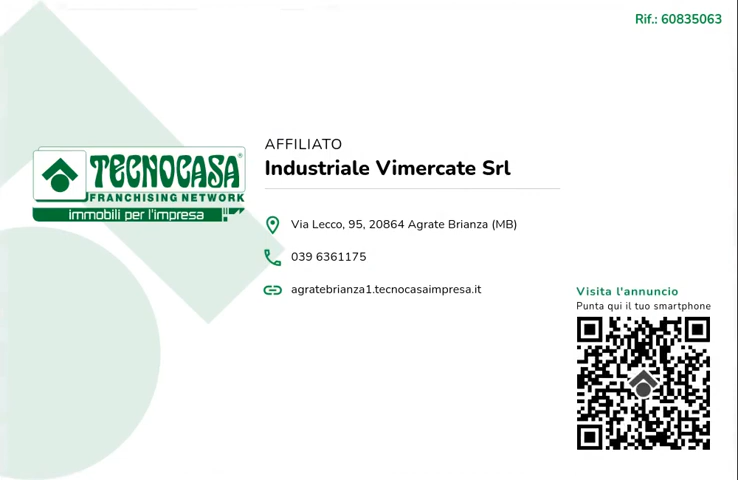 Rif.: 60835063
AFFILIATO
Industriale Vimercate Srl
TECNOCASA®
FRANCHISING NETWORK
immobili per l'impresa
Via Lecco, 95, 20864 Agrate Brianza (MB)
039 6361175
agratebrianza1.tecnocasaimpresa.it
Visita l'annuncio
Punta qui il tuo smartphone